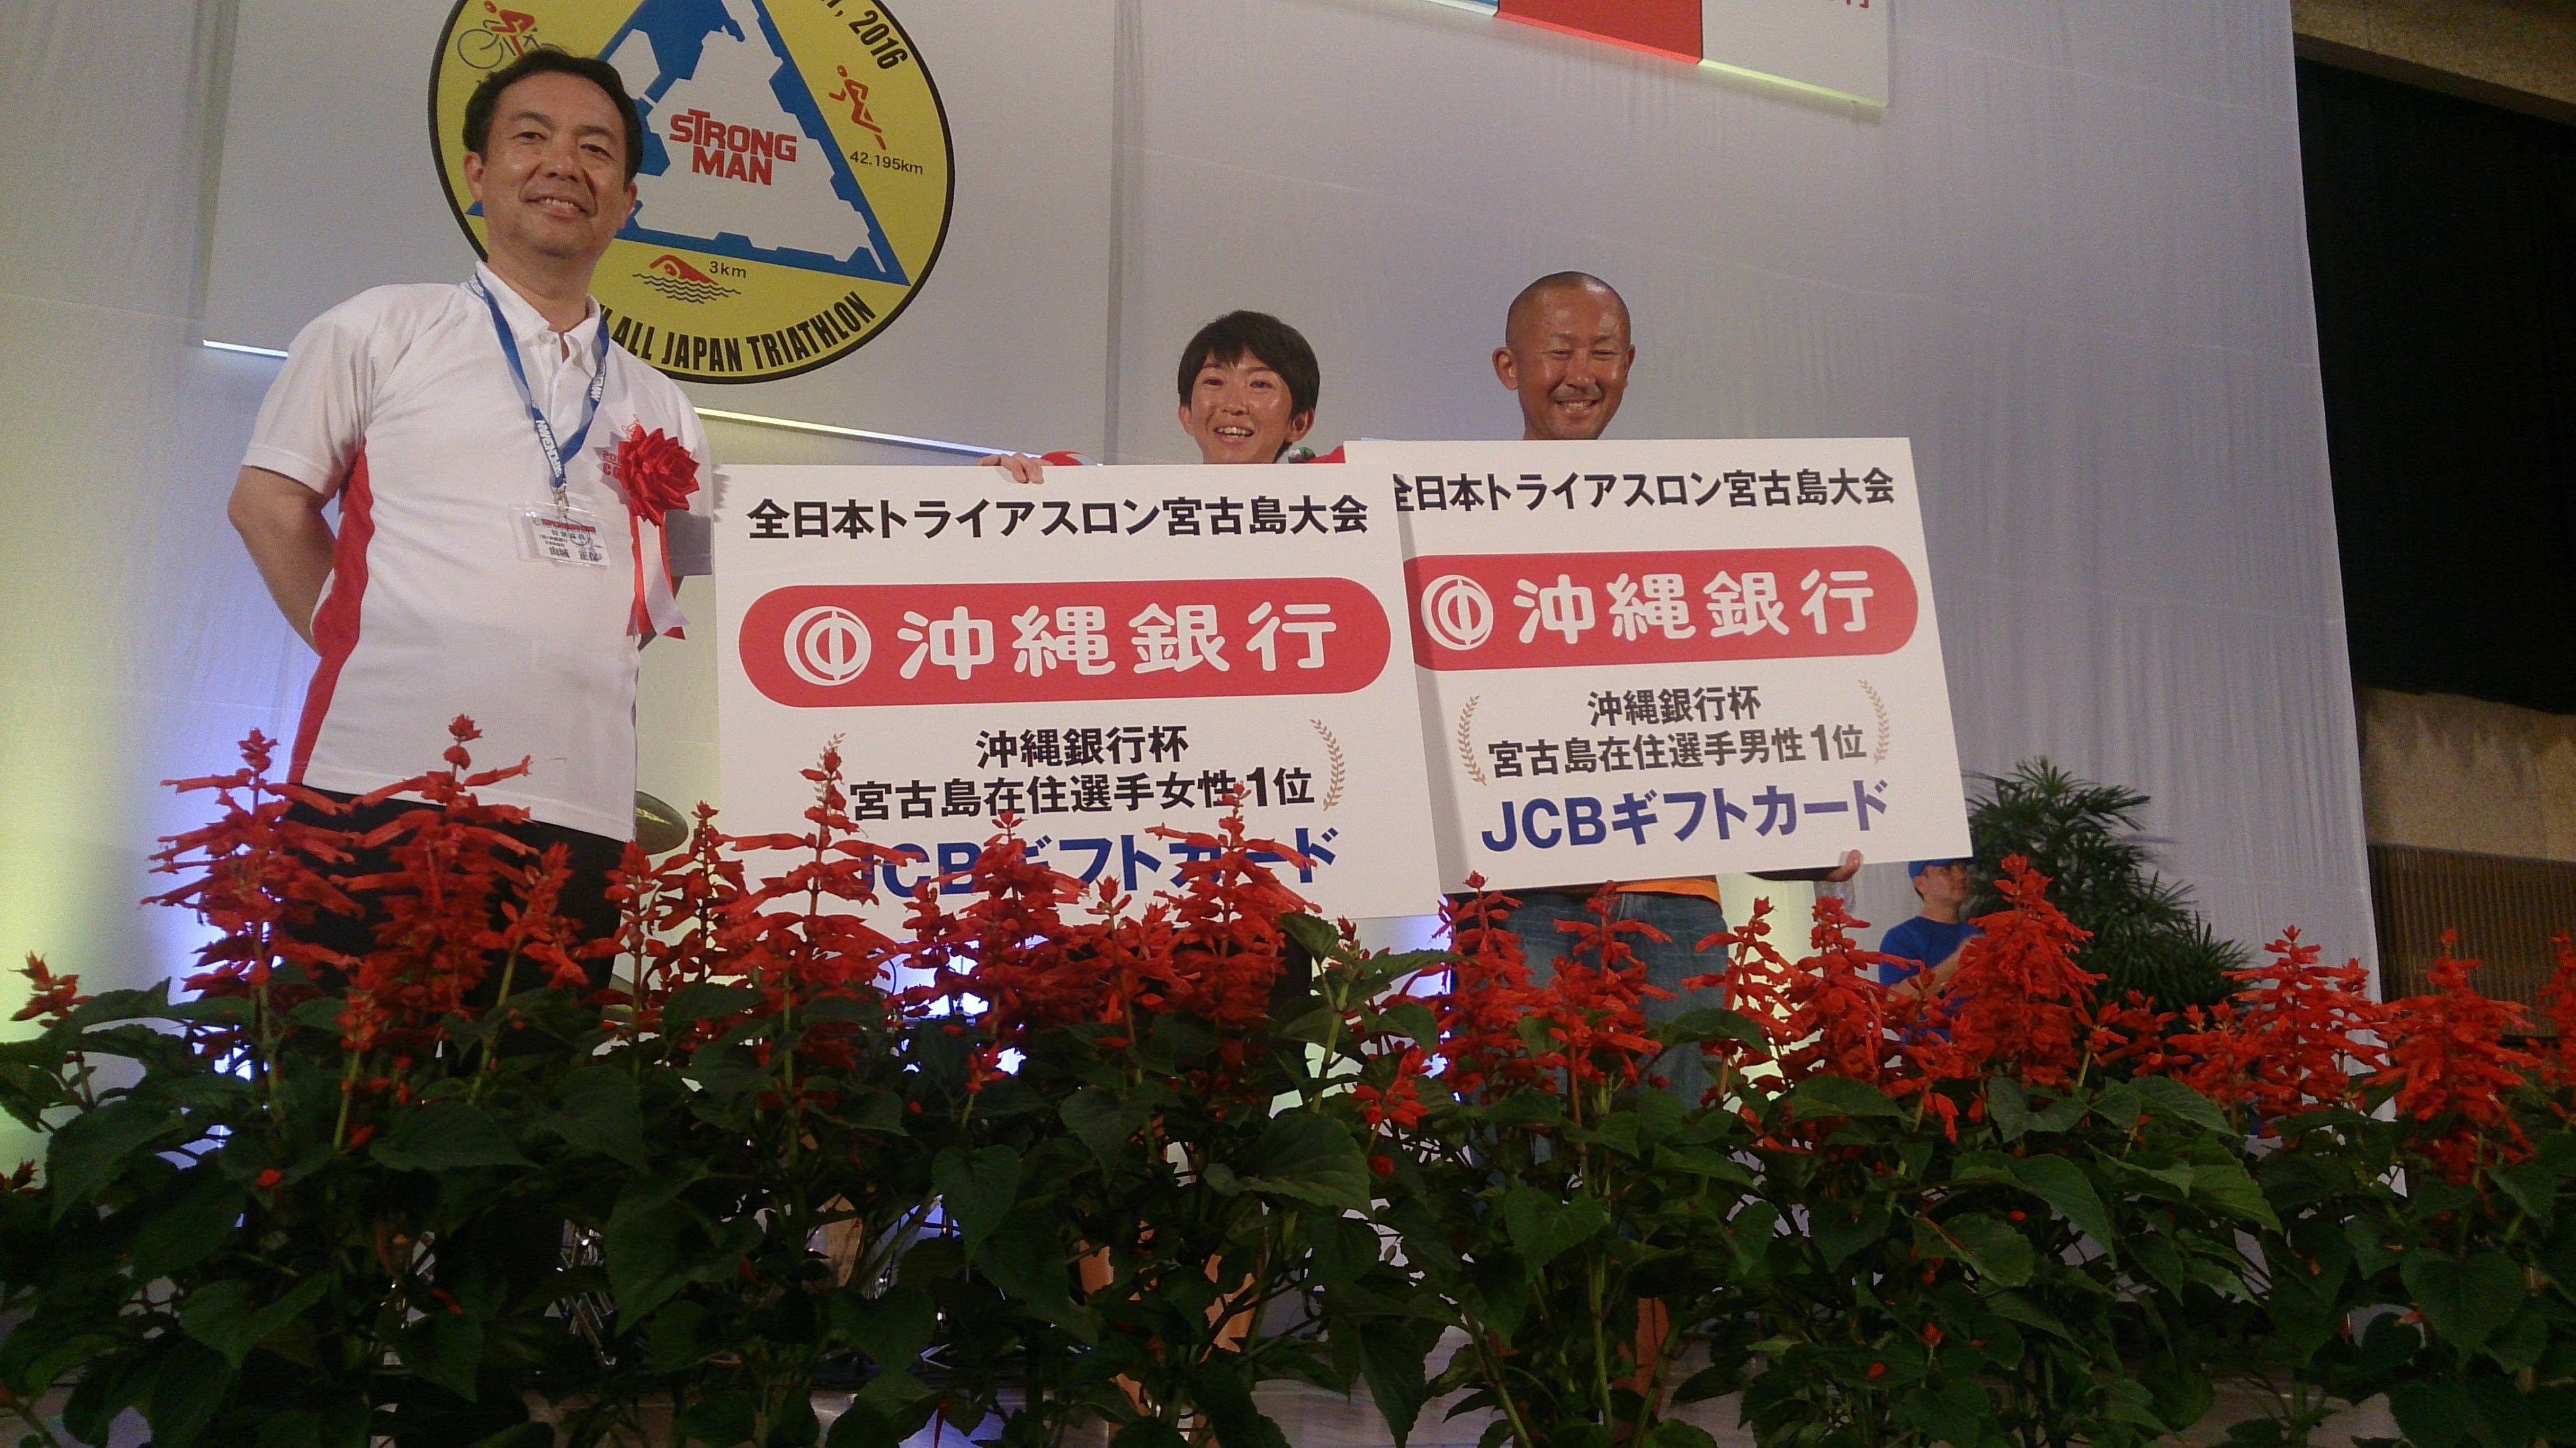 2016
STRONG
MAN
42.195km
3km
ALL JAPAN TRIATHLON
全日本トライアスロン宮古島大会
沖縄銀行
沖縄銀行杯
宮古島在住選手女性1位
JCBギフトカード
全日本トライアスロン宮古島大会
沖縄銀行
沖縄銀行杯
宮古島在住選手男性1位
JCBギフトカード